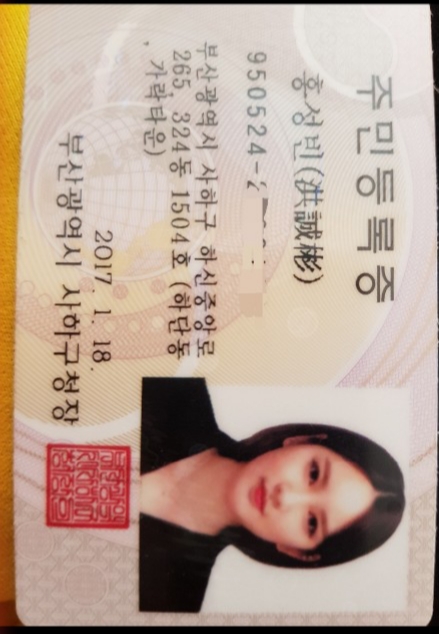 주민등록증
홍성빈(洪誠彬)
950524-2
부산광역시 사하구 하신중앙로
265, 324동 1504호 (하단동
, 가락타운)
2017. 1. 18.
부산광역시 사하구청장